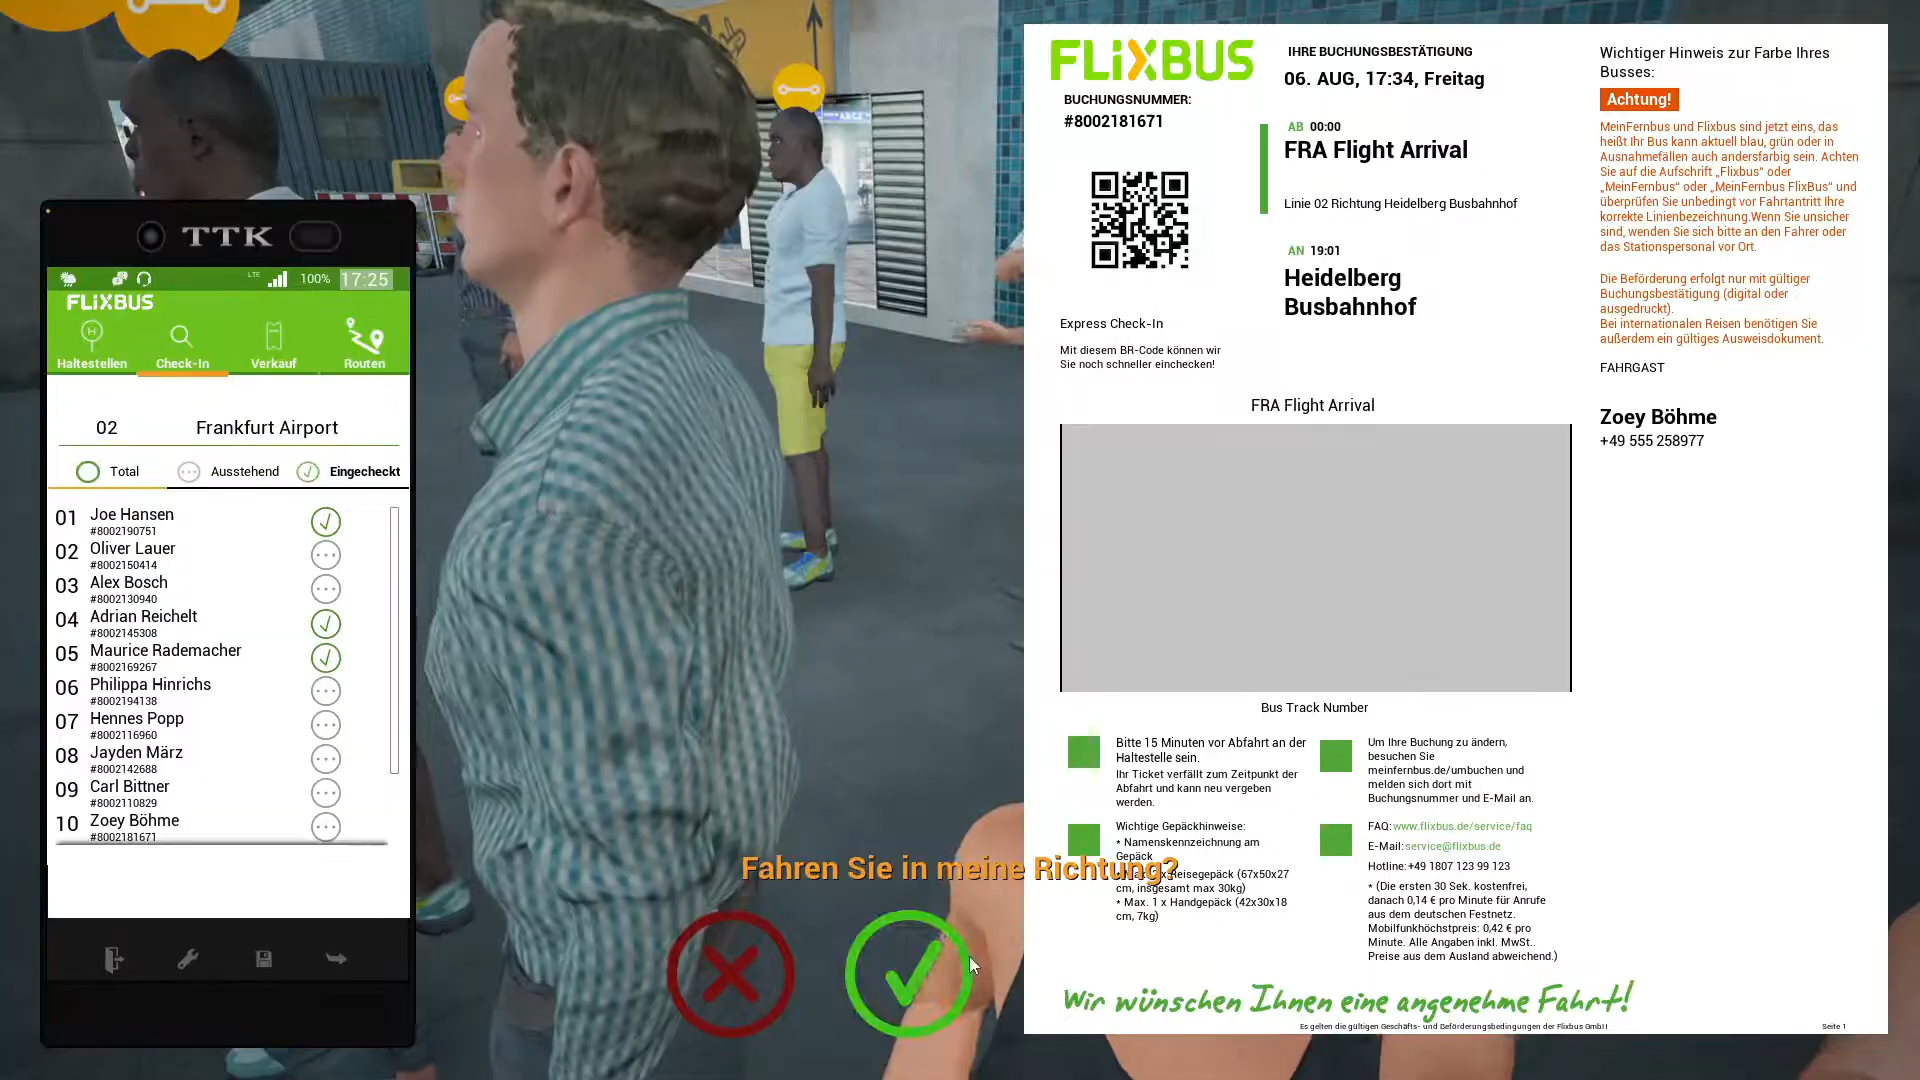 TTK
LTE
100%
17:25
FLiXBUS
Haltestellen
Check-In
Verkauf
Routen
02
Frankfurt Airport
Total
Ausstehend
Eingecheckt
01
Joe Hansen
#8002190751
02
Oliver Lauer
#8002150414
03
Alex Bosch
#8002130940
04
Adrian Reichelt
#8002145308
05
Maurice Rademacher
#8002169267
06
Philippa Hinrichs
#8002194138
07
Hennes Popp
#8002116960
08
Jayden März
#8002142688
09
Carl Bittner
#8002110829
10
Zoey Böhme
#8002181671
Fahren Sie in meine Richtung?
FLiXBUS
BUCHUNGSNUMMER:
#8002181671
Express Check-In
Mit diesem BR-Code können wir
Sie noch schneller einchecken!
IHRE BUCHUNGSBESTÄTIGUNG
06. AUG, 17:34, Freitag
AB 00:00
FRA Flight Arrival
Linie 02 Richtung Heidelberg Busbahnhof
AN 19:01
Heidelberg
Busbahnhof
FRA Flight Arrival
Bus Track Number
Bitte 15 Minuten vor Abfahrt an der
Haltestelle sein.
Ihr Ticket verfällt zum Zeitpunkt der
Abfahrt und kann neu vergeben
werden.
Wichtige Gepäckhinweise:
* Namenskennzeichnung am
Gepäck
Reisegepäck (67x50x27
cm, insgesamt max 30kg)
* Max. 1 x Handgepäck (42x30x18
cm, 7kg)
Um Ihre Buchung zu ändern,
besuchen Sie
meinfernbus.de/umbuchen und
melden sich dort mit
Buchungsnummer und E-Mail an.
FAQ: www.flixbus.de/service/faq
E-Mail: service@flixbus.de
Hotline: +49 1807 123 99 123
* (Die ersten 30 Sek. kostenfrei,
danach 0,14 € pro Minute für Anrufe
aus dem deutschen Festnetz.
Mobilfunkhöchstpreis: 0,42 € pro
Minute. Alle Angaben inkl. MwSt..
Preise aus dem Ausland abweichend.)
Wichtiger Hinweis zur Farbe Ihres
Busses:
Achtung!
MeinFernbus und Flixbus sind jetzt eins, das
heißt Ihr Bus kann aktuell blau, grün oder in
Ausnahmefällen auch andersfarbig sein. Achten
Sie auf die Aufschrift „Flixbus“ oder
„MeinFernbus“ oder „MeinFernbus FlixBus“ und
überprüfen Sie unbedingt vor Fahrtantritt Ihre
korrekte Linienbezeichnung.Wenn Sie unsicher
sind, wenden Sie sich bitte an den Fahrer oder
das Stationspersonal vor Ort.
Die Beförderung erfolgt nur mit gültiger
Buchungsbestätigung (digital oder
ausgedruckt).
Bei internationalen Reisen benötigen Sie
außerdem ein gültiges Ausweisdokument.
FAHRGAST
Zoey Böhme
+49 555 258977
Wir wünschen Ihnen eine angenehme Fahrt!
Es gelten die gültigen Geschäfts- und Beförderungsbedingungen der Flixbus GmbH
Seite 1